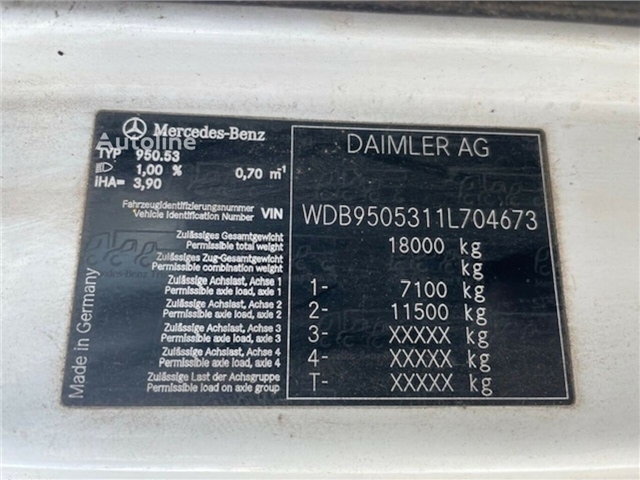 Mercedes-Benz
DAIMLER AG
Autoline
TYP 950.53
1,00 % 0,70 m¹
iHA= 3,90
Fahrzeugidentifizierungsnummer
Vehicle Identification Number VIN WDB9505311L704673
Zulässiges Gesamtgewicht
Permissible total weight 18000 kg
Zulässiges Zug-Gesamtgewicht
Permissible combination weight kg
Zulässige Achslast, Achse 1
Permissible axle load, axle 1 1- 7100 kg
Zulässige Achslast, Achse 2
Permissible axle load, axle 2 2- 11500 kg
Zulässige Achslast, Achse 3
Permissible axle load, axle 3 3- XXXXX kg
Zulässige Achslast, Achse 4
Permissible axle load, axle 4 4- XXXXX kg
Zulässige Last der Achsgruppe
Permissible load on axle group T- XXXXX kg
Made in Germany